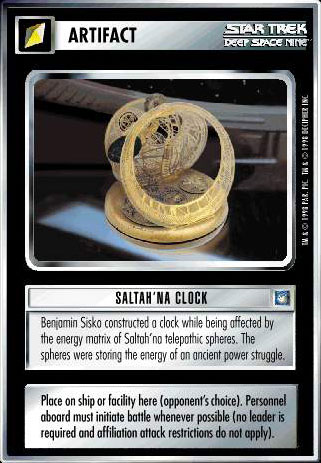 ARTIFACT
STAR TREK
DEEP SPACE NINE
TM & © 1998 PAR. PIC. TM & © 1998 DECIPHER INC.
SALTAH'NA CLOCK
Benjamin Sisko constructed a clock while being affected by
the energy matrix of Saltah'na telepathic spheres. The
spheres were storing the energy of an ancient power struggle.
Place on ship or facility here (opponent's choice). Personnel
aboard must initiate battle whenever possible (no leader is
required and affiliation attack restrictions do not apply).